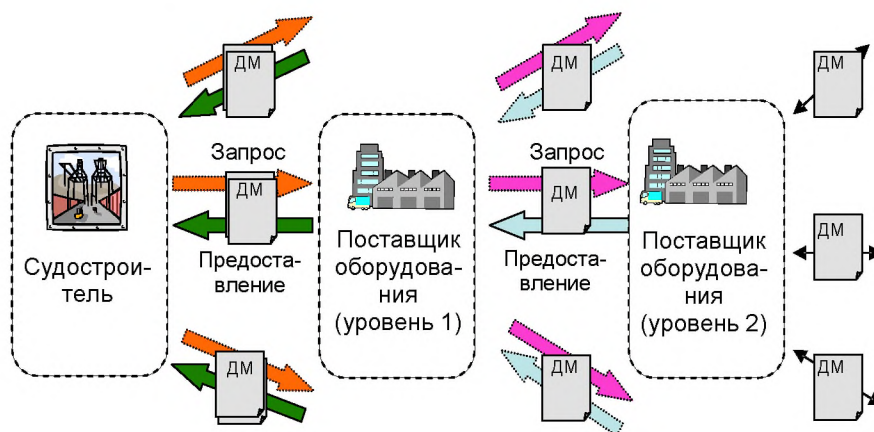 ДМ
ДМ
ДМ
Запрос
ДМ
Предоста-
вление
Запрос
ДМ
Предоста-
вление
ДМ
Судострои-
тель
Поставщик
оборудова-
ния
(уровень 1)
Поставщик
оборудова-
ния
(уровень 2)
ДМ
ДМ
ДМ